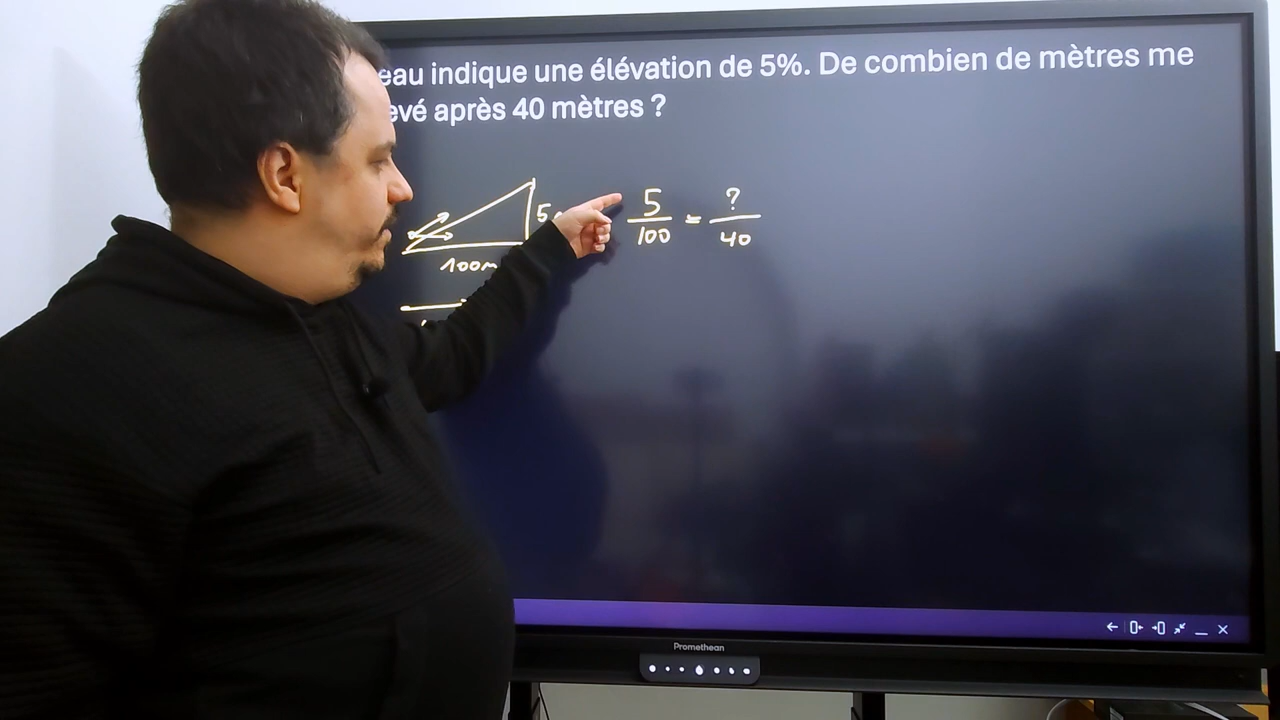 eau indique une élévation de 5%. De combien de mètres me
evé après 40 mètres ?
5
5
100
=
?
40
100m
Promethean